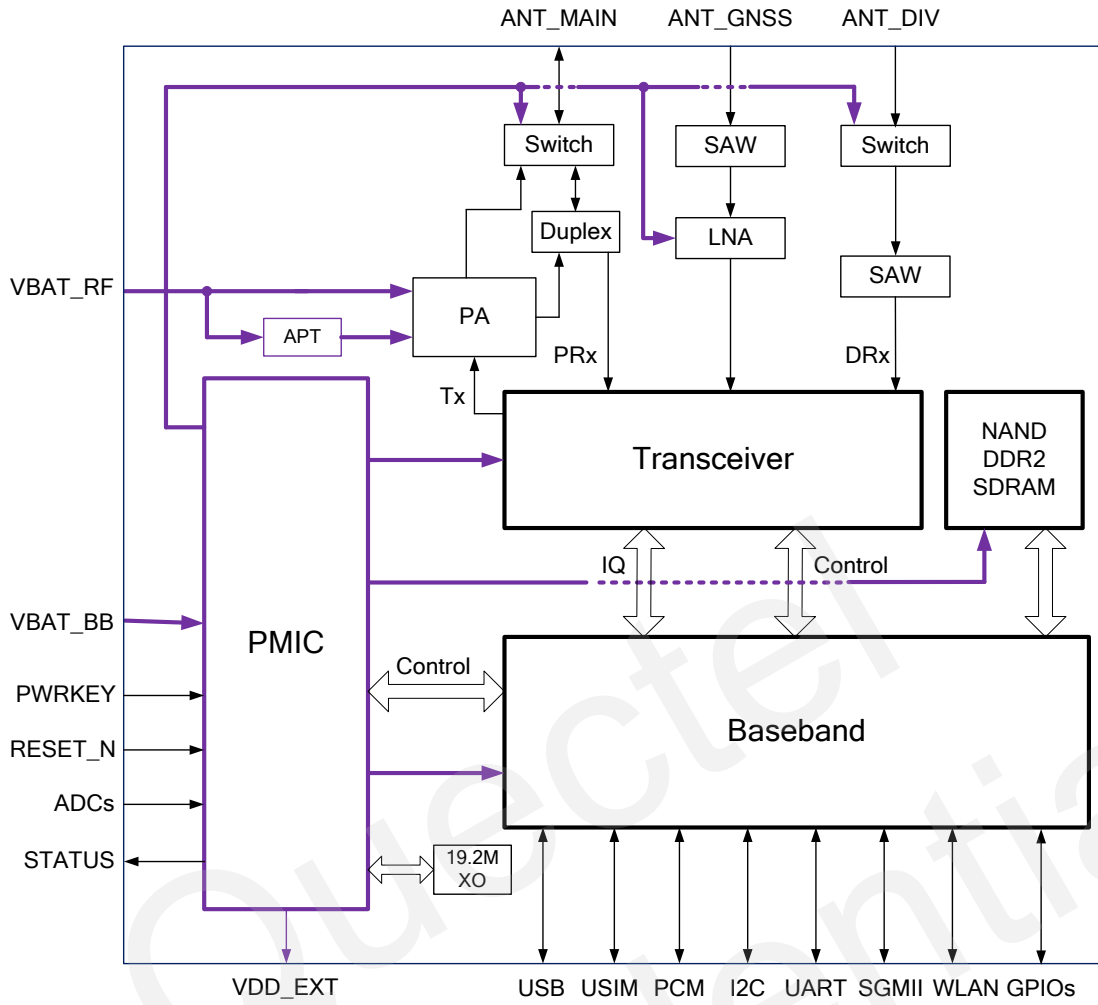 ANT_MAIN
ANT_GNSS
ANT_DIV
Switch
SAW
Switch
Duplex
LNA
SAW
VBAT_RF
PA
APT
PRx
DRx
Tx
Transceiver
NAND
DDR2
SDRAM
IQ
Control
VBAT_BB
PMIC
Control
PWRKEY
Baseband
RESET_N
ADCs
STATUS
19.2M
XO
VDD_EXT
USB
USIM
PCM
I2C
UART
SGMII
WLAN
GPIOs
Quectel